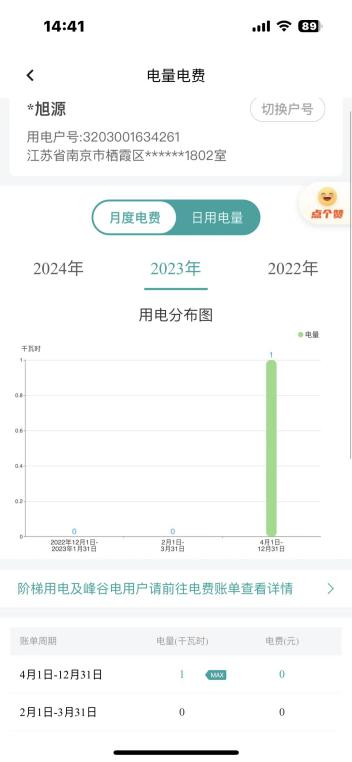 14:41
89
电量电费
*旭源
切换户号
用电户号:3203001634261
江苏省南京市栖霞区******1802室
月度电费
日用电量
点个赞
2024年
2023年
2022年
用电分布图
电量
千瓦时
1
1
0.8
0.6
0.4
0.2
0
0
0
2022年12月1日-
2023年1月31日
2月1日-
3月31日
4月1日-
12月31日
阶梯用电及峰谷电用户请前往电费账单查看详情
账单周期
电量(千瓦时)
电费(元)
4月1日-12月31日
1
MAX
0
2月1日-3月31日
0
0